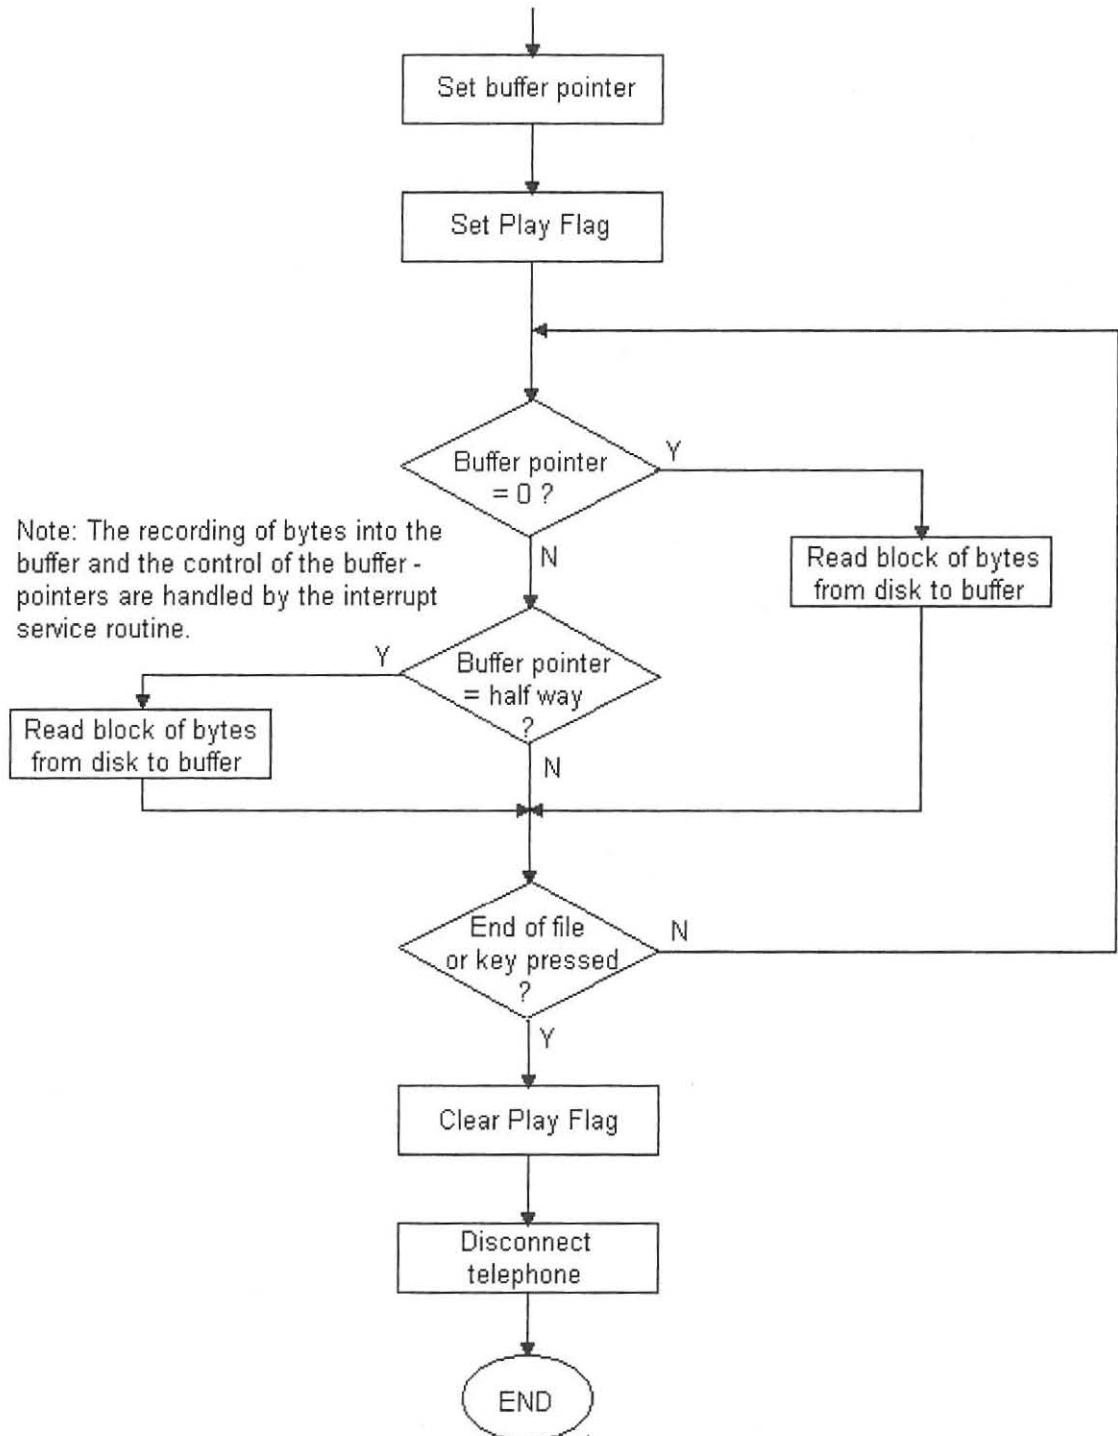 Set buffer pointer
Set Play Flag
Buffer pointer
= 0 ?
Y
N
Note: The recording of bytes into the
buffer and the control of the buffer -
pointers are handled by the interrupt
service routine.
Read block of bytes
from disk to buffer
Y
Buffer pointer
= half way
?
Read block of bytes
from disk to buffer
N
End of file
or key pressed
?
N
Y
Clear Play Flag
Disconnect
telephone
END